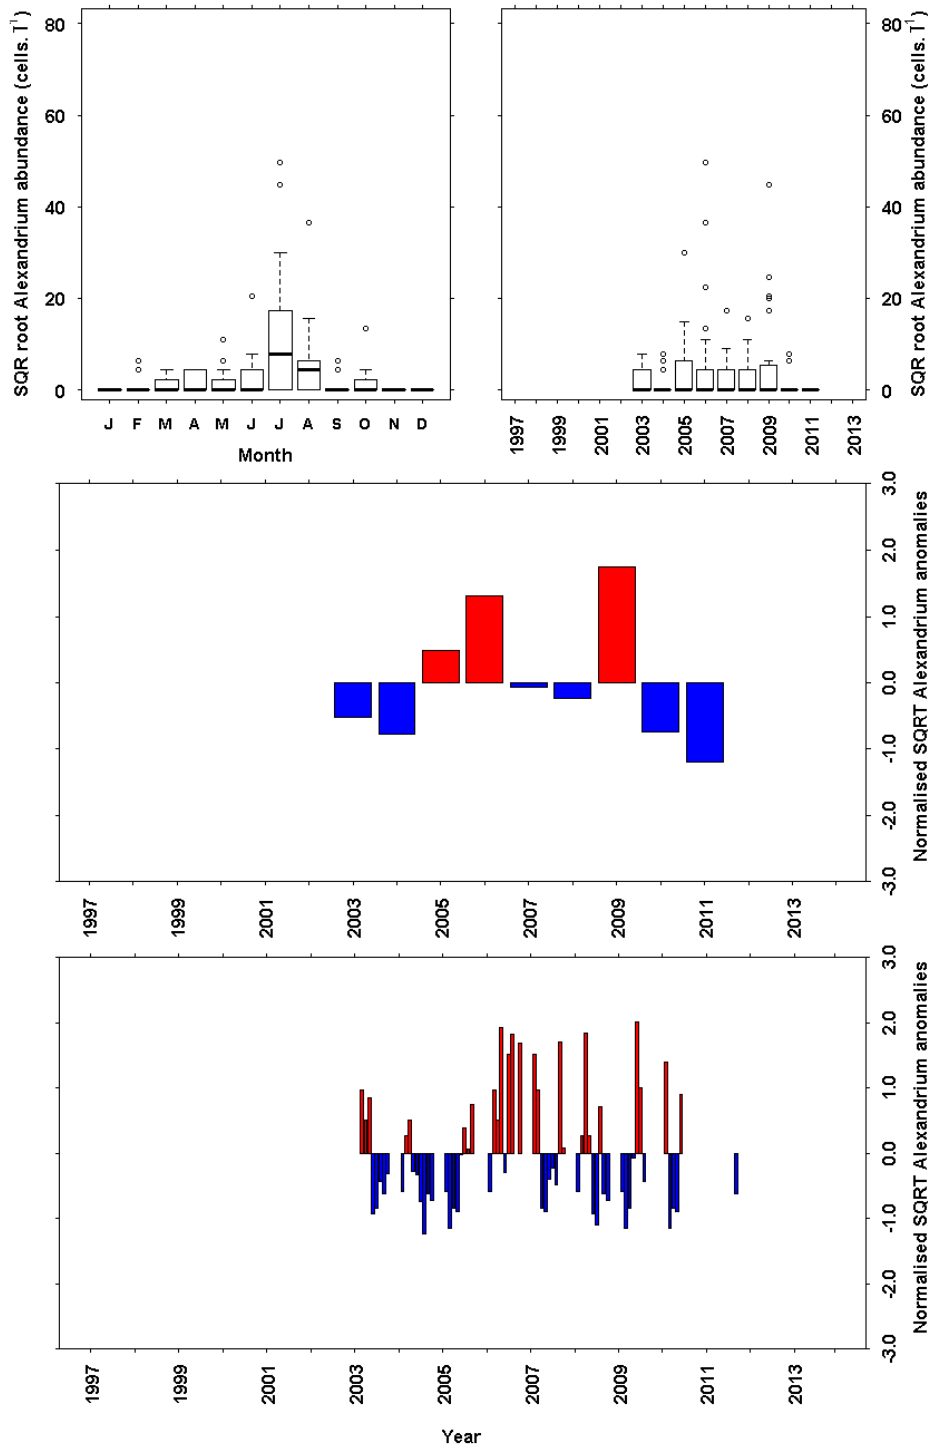 SQR root Alexandrium abundance (cells. T¹)
80
60
40
20
0
J F M A M J J A S O N D
Month
80
60
40
20
0
SQR root Alexandrium abundance (cells. T¹)
1997 1999 2001 2003 2005 2007 2009 2011 2013
3.0
2.0
1.0
0.0
-1.0
-2.0
-3.0
Normalised SQRT Alexandrium anomalies
1997 1999 2001 2003 2005 2007 2009 2011 2013
3.0
2.0
1.0
0.0
-1.0
-2.0
-3.0
Normalised SQRT Alexandrium anomalies
1997 1999 2001 2003 2005 2007 2009 2011 2013
Year